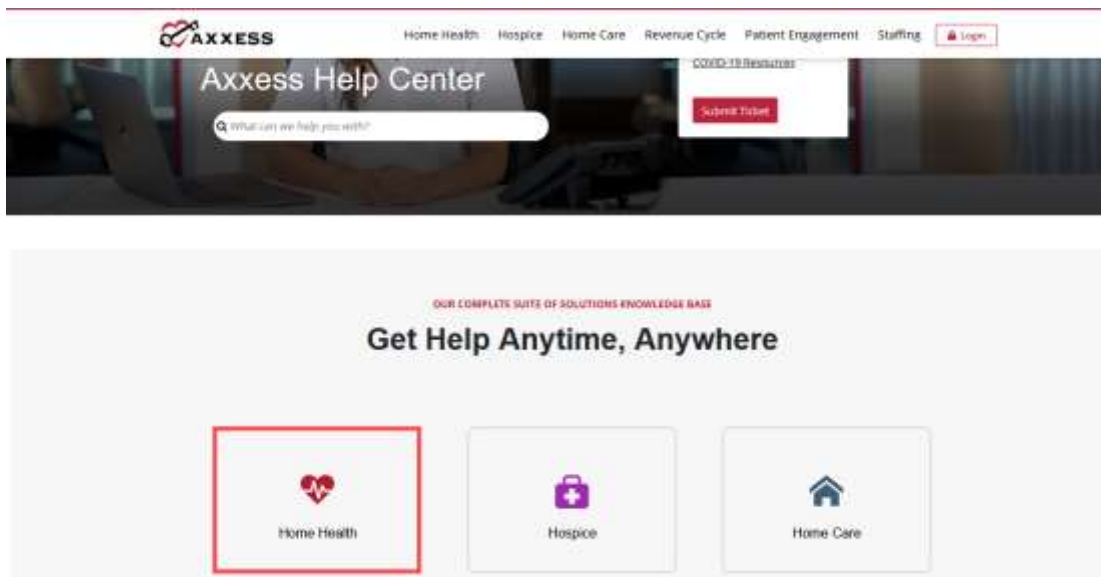 AXXESS
Home Health Hospice Home Care Revenue Cycle Patient Engagement Staffing Login
Axxess Help Center
COVID-19 Resources
Submit Ticket
What can we help you with?
OUR COMPLETE SUITE OF SOLUTIONS KNOWLEDGE BASE
Get Help Anytime, Anywhere
Home Health Hospice Home Care